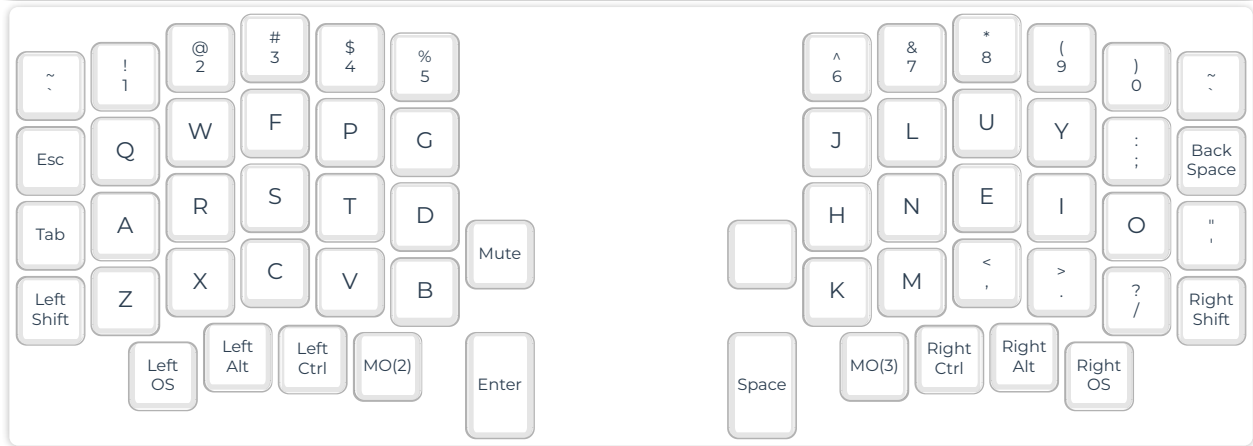 ~
`
!
1
@
2
#
3
$
4
%
5
^
6
&
7
*
8
(
9
)
0
~
`
Esc
Q
W
F
P
G
J
L
U
Y
:
;
Back
Space
Tab
A
R
S
T
D
Mute
H
N
E
I
O
"
'
Left
Shift
Z
X
C
V
B
K
M
<
,
>
.
?
/
Right
Shift
Left
OS
Left
Alt
Left
Ctrl
MO(2)
Enter
Space
MO(3)
Right
Ctrl
Right
Alt
Right
OS